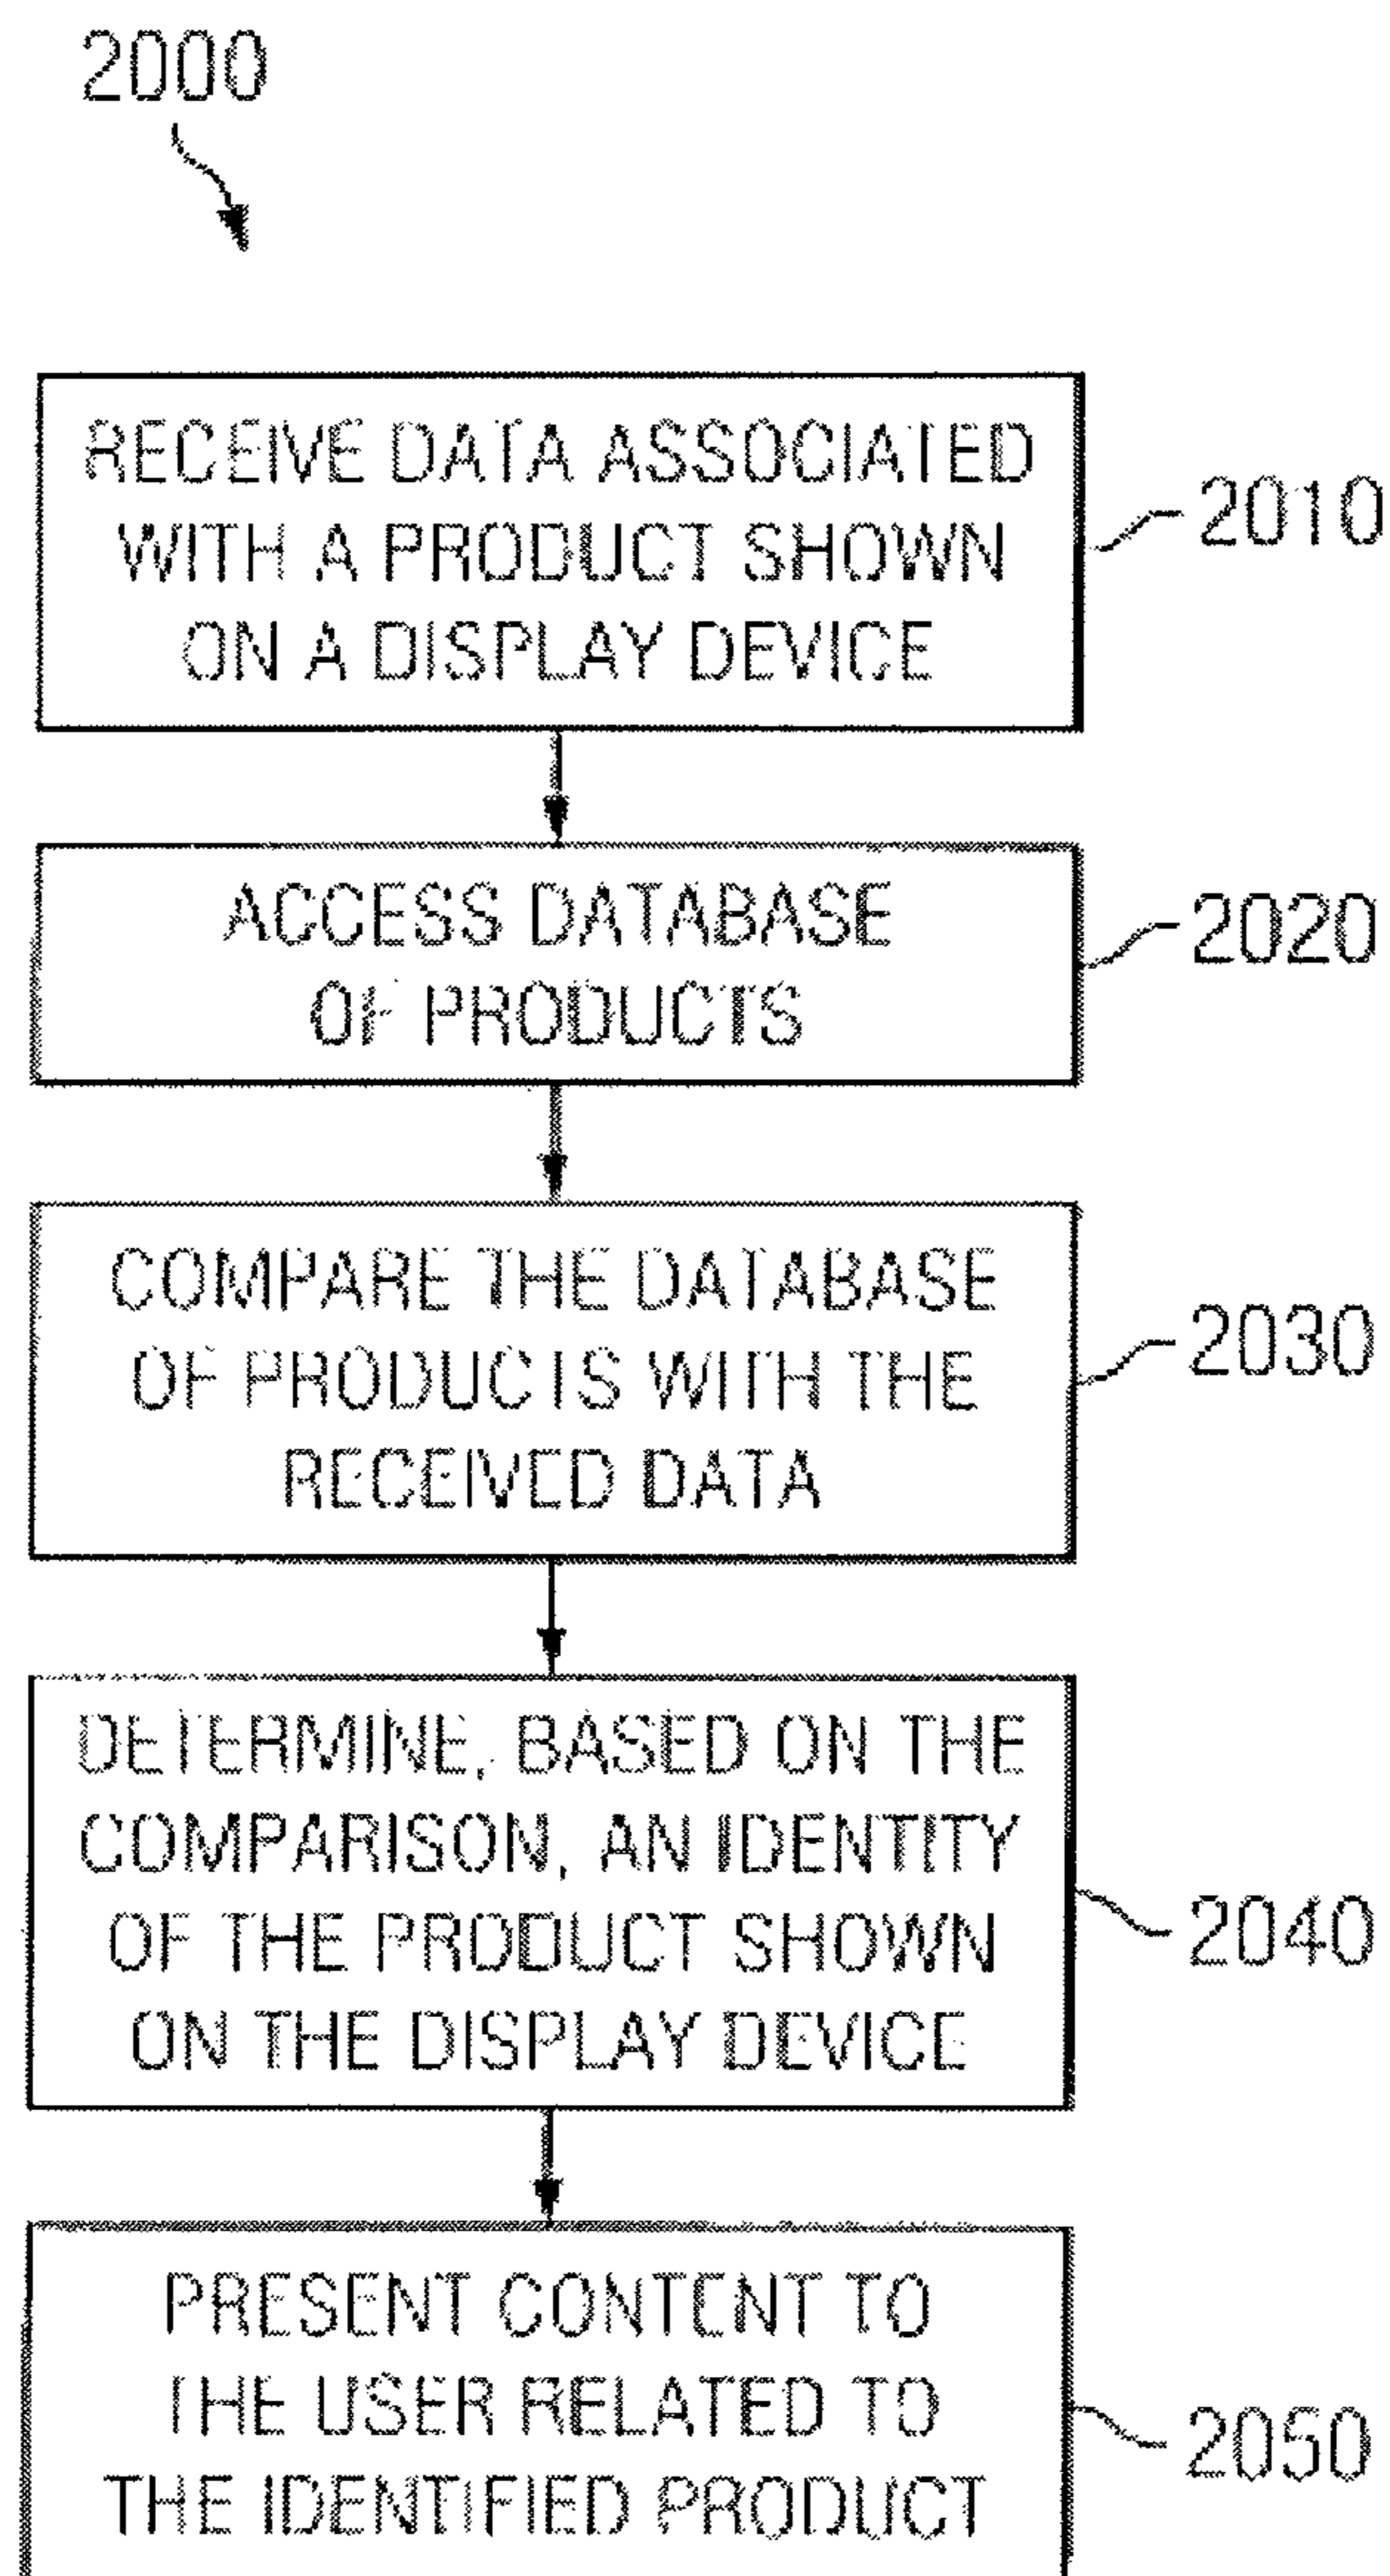 2000
RECEIVE DATA ASSOCIATED
WITH A PRODUCT SHOWN
ON A DISPLAY DEVICE
2010
ACCESS DATABASE
OF PRODUCTS
2020
COMPARE THE DATABASE
OF PRODUCTS WITH THE
RECEIVED DATA
2030
DETERMINE, BASED ON THE
COMPARISON, AN IDENTITY
OF THE PRODUCT SHOWN
ON THE DISPLAY DEVICE
2040
PRESENT CONTENT TO
THE USER RELATED TO
THE IDENTIFIED PRODUCT
2050